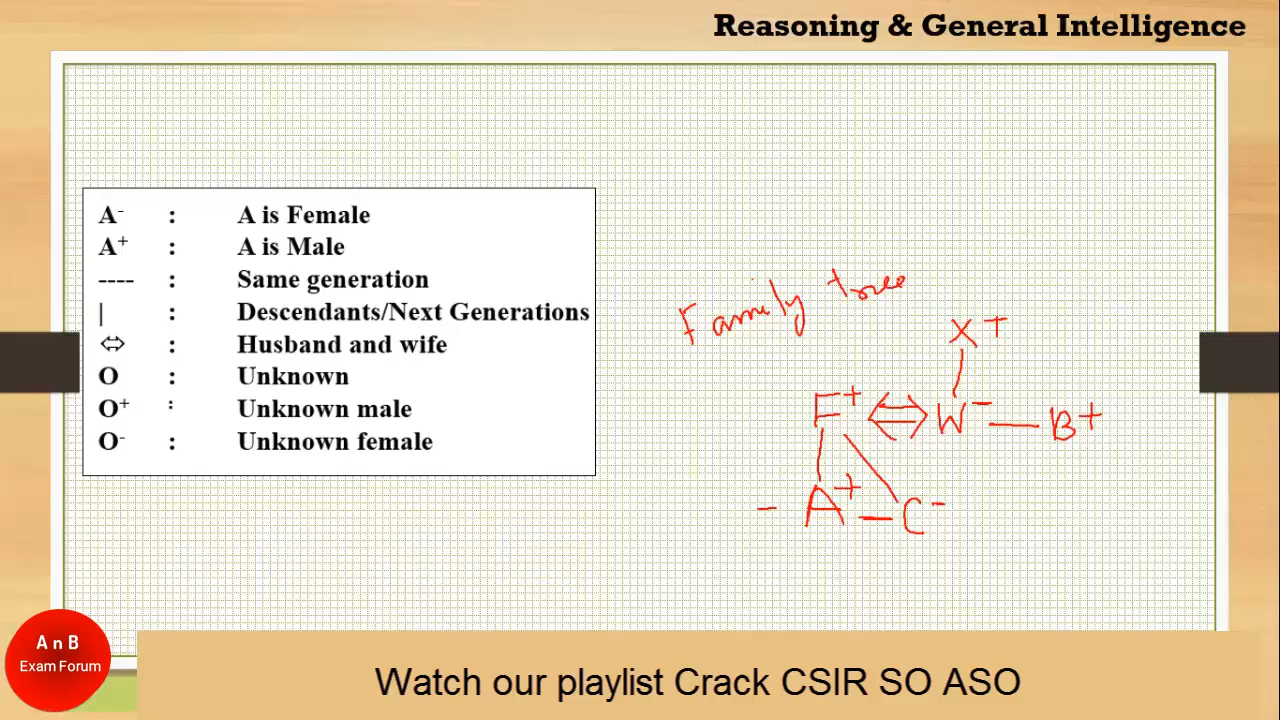 Reasoning & General Intelligence
A- : A is Female
A+ : A is Male
---- : Same generation
| : Descendants/Next Generations
⇔ : Husband and wife
O : Unknown
O+ : Unknown male
O- : Unknown female
Family tree
X+
F+ ⇔ W- — B+
- A+ — C-
A n B
Exam Forum
Watch our playlist Crack CSIR SO ASO